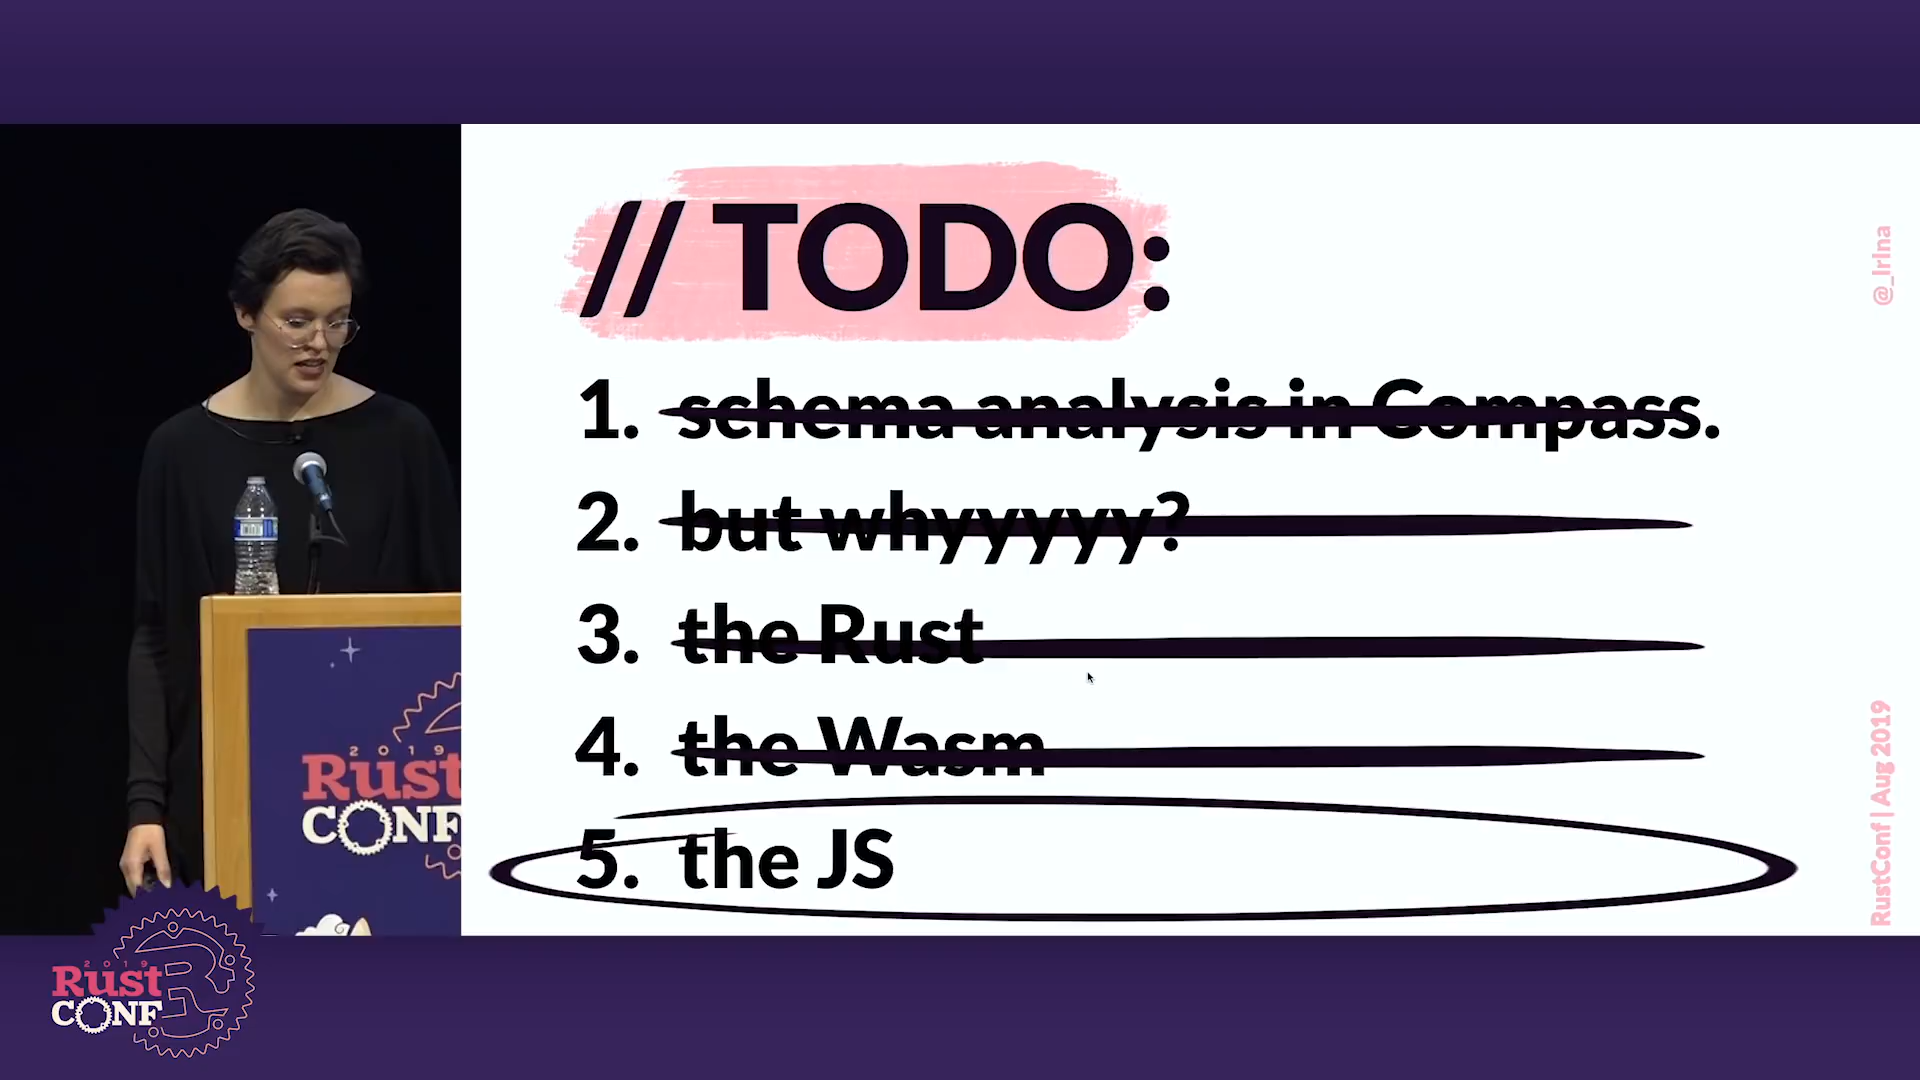 // TODO:
1. schema analysis in Compass.
2. but whyyyyy?
3. the Rust
4. the Wasm
5. the JS
@_lrlna
RustConf | Aug 2019
2019
Rust
CONF
2019
Rust
CONF